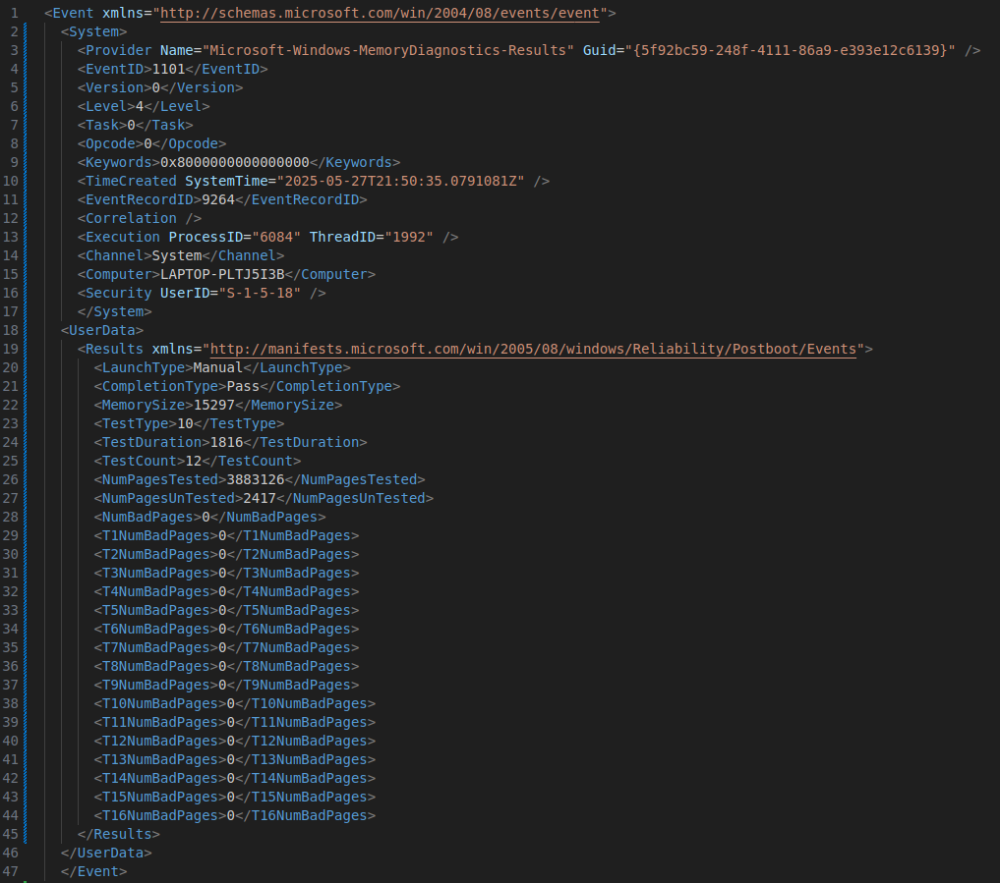 1 <Event xmlns="http://schemas.microsoft.com/win/2004/08/events/event">
2 <System>
3 <Provider Name="Microsoft-Windows-MemoryDiagnostics-Results" Guid="{5f92bc59-248f-4111-86a9-e393e12c6139}" />
4 <EventID>1101</EventID>
5 <Version>0</Version>
6 <Level>4</Level>
7 <Task>0</Task>
8 <Opcode>0</Opcode>
9 <Keywords>0x8000000000000000</Keywords>
10 <TimeCreated SystemTime="2025-05-27T21:50:35.0791081Z" />
11 <EventRecordID>9264</EventRecordID>
12 <Correlation />
13 <Execution ProcessID="6084" ThreadID="1992" />
14 <Channel>System</Channel>
15 <Computer>LAPTOP-PLTJ5I3B</Computer>
16 <Security UserID="S-1-5-18" />
17 </System>
18 <UserData>
19 <Results xmlns="http://manifests.microsoft.com/win/2005/08/windows/Reliability/Postboot/Events">
20 <LaunchType>Manual</LaunchType>
21 <CompletionType>Pass</CompletionType>
22 <MemorySize>15297</MemorySize>
23 <TestType>10</TestType>
24 <TestDuration>1816</TestDuration>
25 <TestCount>12</TestCount>
26 <NumPagesTested>3883126</NumPagesTested>
27 <NumPagesUnTested>2417</NumPagesUnTested>
28 <NumBadPages>0</NumBadPages>
29 <T1NumBadPages>0</T1NumBadPages>
30 <T2NumBadPages>0</T2NumBadPages>
31 <T3NumBadPages>0</T3NumBadPages>
32 <T4NumBadPages>0</T4NumBadPages>
33 <T5NumBadPages>0</T5NumBadPages>
34 <T6NumBadPages>0</T6NumBadPages>
35 <T7NumBadPages>0</T7NumBadPages>
36 <T8NumBadPages>0</T8NumBadPages>
37 <T9NumBadPages>0</T9NumBadPages>
38 <T10NumBadPages>0</T10NumBadPages>
39 <T11NumBadPages>0</T11NumBadPages>
40 <T12NumBadPages>0</T12NumBadPages>
41 <T13NumBadPages>0</T13NumBadPages>
42 <T14NumBadPages>0</T14NumBadPages>
43 <T15NumBadPages>0</T15NumBadPages>
44 <T16NumBadPages>0</T16NumBadPages>
45 </Results>
46 </UserData>
47 </Event>